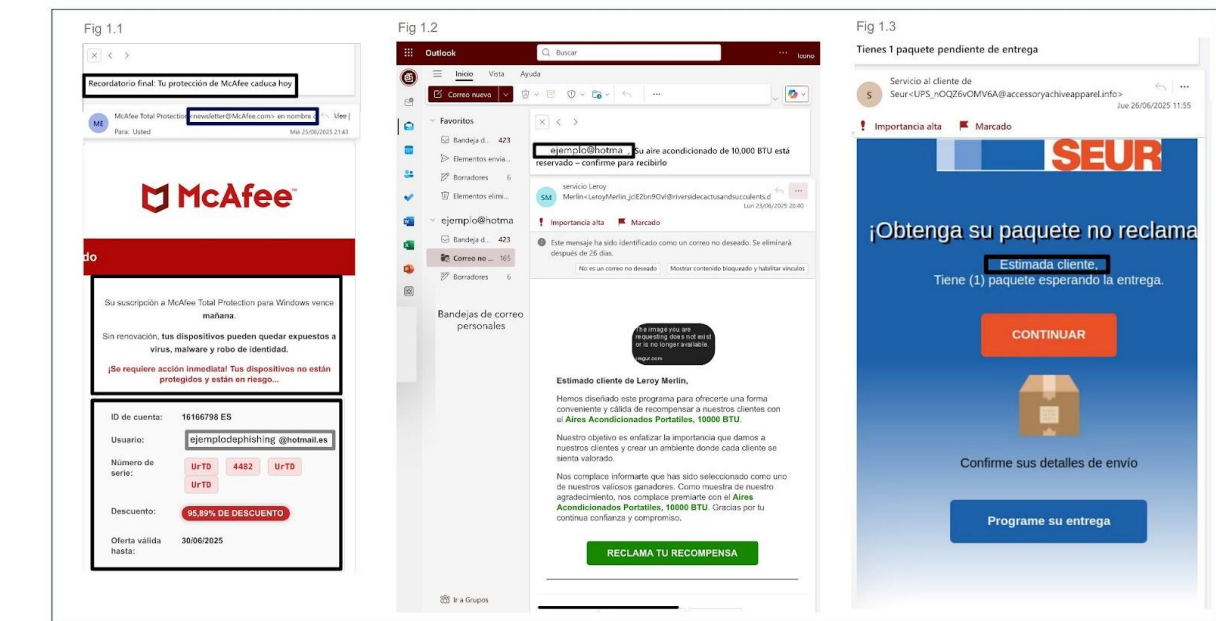 Fig 1.1
Recordatorio final: Tu protección de McAfee caduca hoy
ME
McAfee Total Protection <newsletter@McAfee.com> en nombre d
Para: Usted
Mié 25/06/2025 21:43
McAfee
do
Su suscripción a McAfee Total Protection para Windows vence
mañana.
Sin renovación, tus dispositivos pueden quedar expuestos a
virus, malware y robo de identidad.
¡Se requiere acción inmediata! Tus dispositivos no están
protegidos y están en riesgo...
ID de cuenta: 16166798 ES
Usuario: ejemplodephishing @hotmail.es
Número de
serie:
UrTD 4482 UrTD
UrTD
Descuento: 95,89% DE DESCUENTO
Oferta válida
hasta:
30/06/2025
Fig 1.2
Outlook
Buscar
Icono
Inicio Vista Ayuda
Correo nuevo
Favoritos
Bandeja d... 423
Elementos envia...
Borradores 6
Elementos elimi...
ejemplo@hotma
Bandeja d... 423
Correo no ... 165
Borradores 6
Bandejas de correo
personales
Ir a Grupos
ejemplo@hotma , Su aire acondicionado de 10,000 BTU está
reservado – confirme para recibirlo
SM
servicio Leroy
Merlin<LeroyMerlin_jcE2bn9Ovl@riversidecactusandsucculents.d
Lun 23/06/2025 20:40
Importancia alta Marcado
Este mensaje ha sido identificado como un correo no deseado. Se eliminará
después de 26 días.
No es un correo no deseado Mostrar contenido bloqueado y habilitar vínculos
The image you are
requesting does not exist
or is no longer available.
imgur.com
Estimado cliente de Leroy Merlin,
Hemos diseñado este programa para ofrecerte una forma
conveniente y cálida de recompensar a nuestros clientes con
el Aires Acondicionados Portatiles, 10000 BTU.
Nuestro objetivo es enfatizar la importancia que damos a
nuestros clientes y crear un ambiente donde cada cliente se
sienta valorado.
Nos complace informarte que has sido seleccionado como uno
de nuestros valiosos ganadores. Como muestra de nuestro
agradecimiento, nos complace premiarte con el Aires
Acondicionados Portatiles, 10000 BTU. Gracias por tu
continua confianza y compromiso.
RECLAMA TU RECOMPENSA
Fig 1.3
Tienes 1 paquete pendiente de entrega
S
Servicio al cliente de
Seur<UPS_nOQZ6vOMV6A@accessoryachiveapparel.info>
Jue 26/06/2025 11:55
Importancia alta Marcado
SEUR
¡Obtenga su paquete no reclama
Estimada cliente,
Tiene (1) paquete esperando la entrega.
CONTINUAR
Confirme sus detalles de envío
Programe su entrega